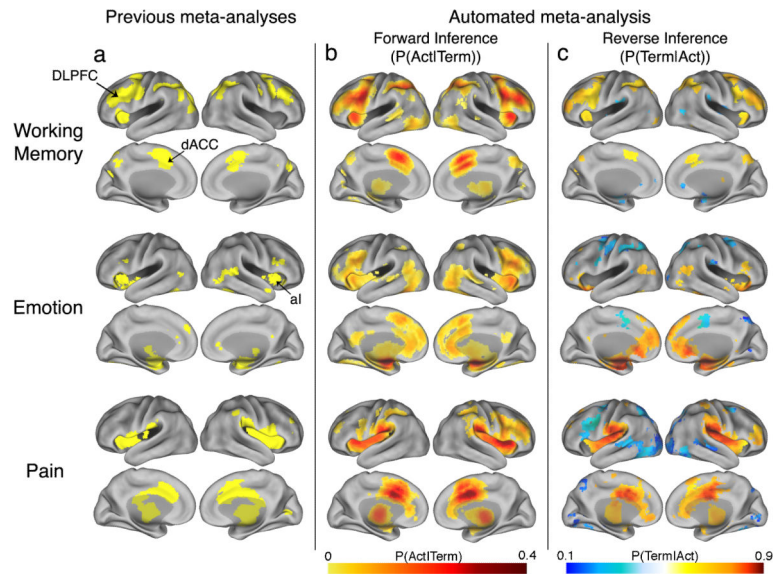 Previous meta-analyses
Automated meta-analysis
Forward Inference
(P(Act|Term))
Reverse Inference
(P(Term|Act))
a
b
c
DLPFC
Working
Memory
dACC
Emotion
aI
Pain
0
P(Act|Term)
0.4
0.1
P(Term|Act)
0.9